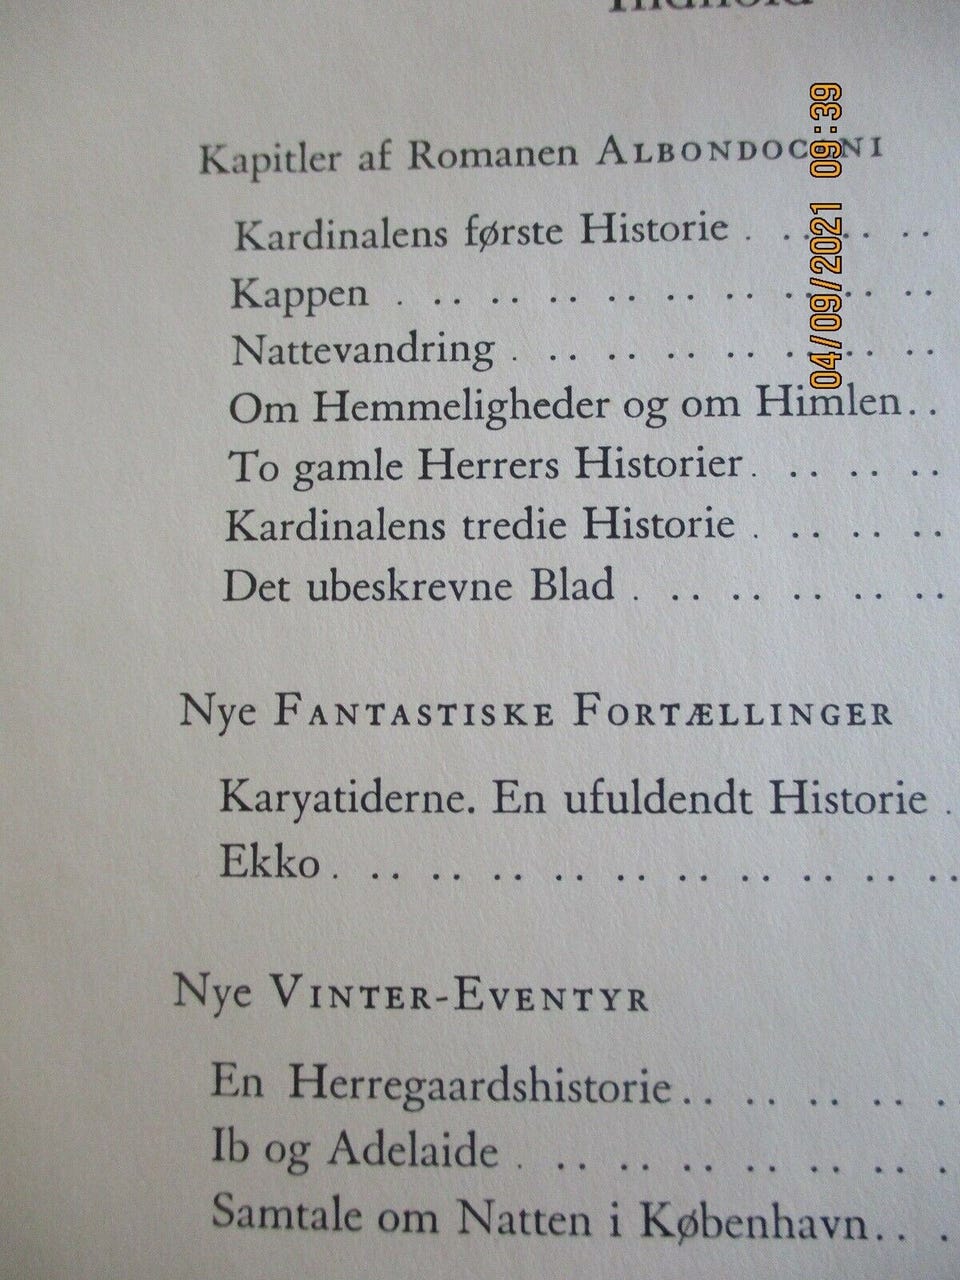 Indhold
Kapitler af Romanen ALBONDOCANI
Kardinalens første Historie . . . . . .
Kappen . . . . . . . . . . . . . . . . . .
Nattevandring . . . . . . . . . . . . . .
Om Hemmeligheder og om Himlen . .
To gamle Herrers Historier . . . . . .
Kardinalens tredie Historie . . . . . .
Det ubeskrevne Blad . . . . . . . . . .
Nye FANTASTISKE FORTÆLLINGER
Karyatiderne. En ufuldendt Historie .
Ekko . . . . . . . . . . . . . . . . . . . .
Nye VINTER-EVENTYR
En Herregaardshistorie . . . . . . . .
Ib og Adelaide . . . . . . . . . . . . . .
Samtale om Natten i København . . . .
04/09/2021 09:39